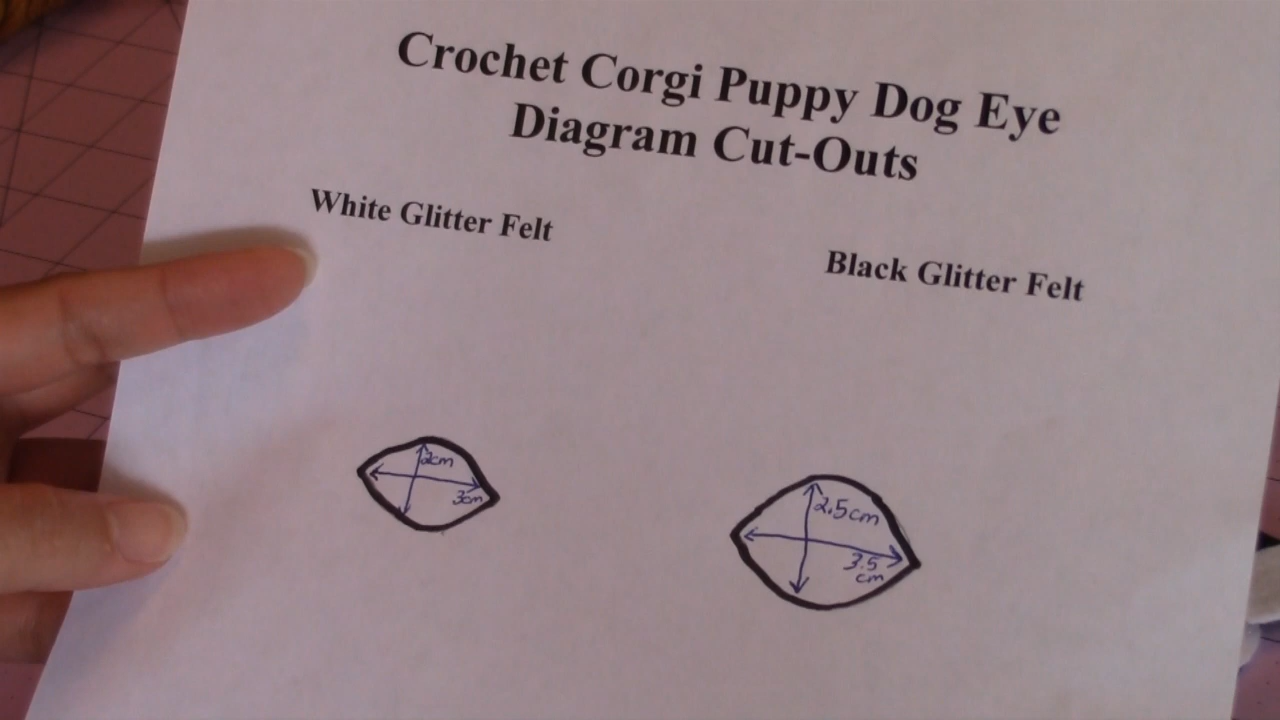 Crochet Corgi Puppy Dog Eye
Diagram Cut-Outs
White Glitter Felt
Black Glitter Felt
2cm
3cm
2.5cm
3.5
cm